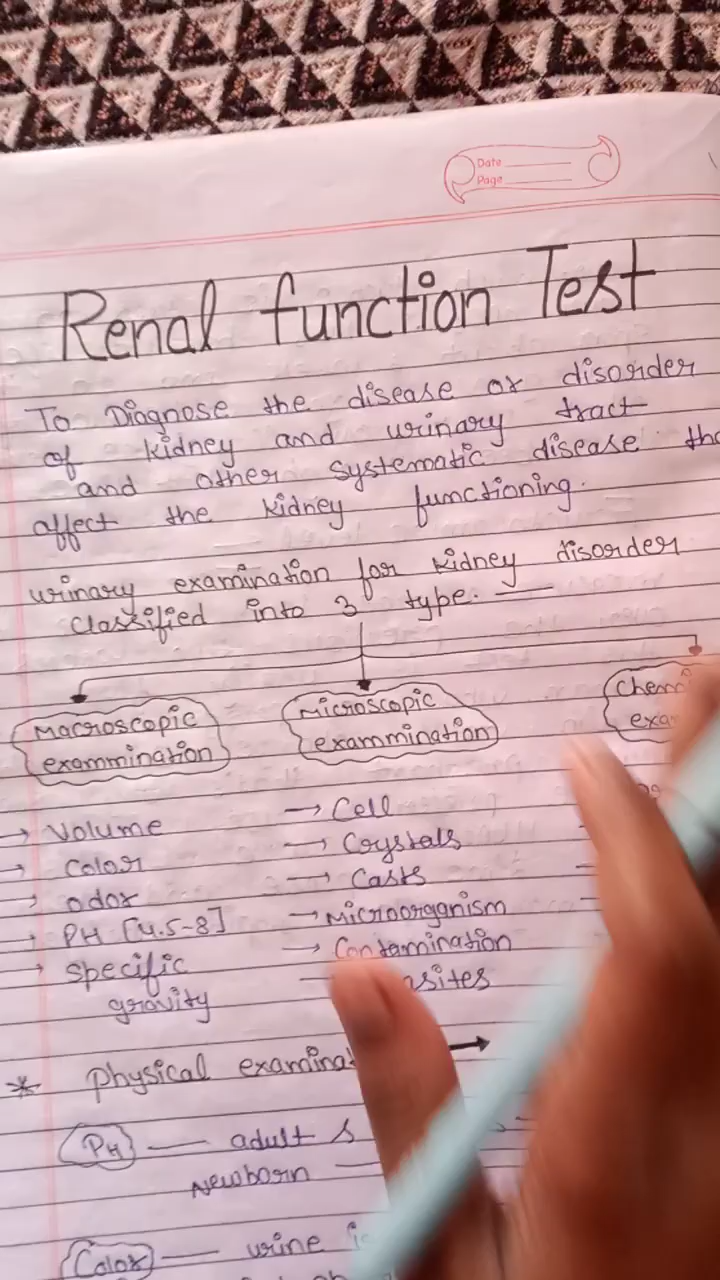 Date
Page
Renal function Test
To Diagnose the disease or disorder
of kidney and urinary tract
and other systematic disease
affect the kidney functioning.
urinary examination for kidney disorder
classified into 3 type.
Macroscopic exammination
Microscopic exammination
→ Volume
→ Color
→ odor
→ PH [4.5-8]
→ specific gravity
→ Cell
→ Crystals
→ Casts
→ Microorganism
→ Contamination
* Physical
PH — adult
Newborn —
Color — urine